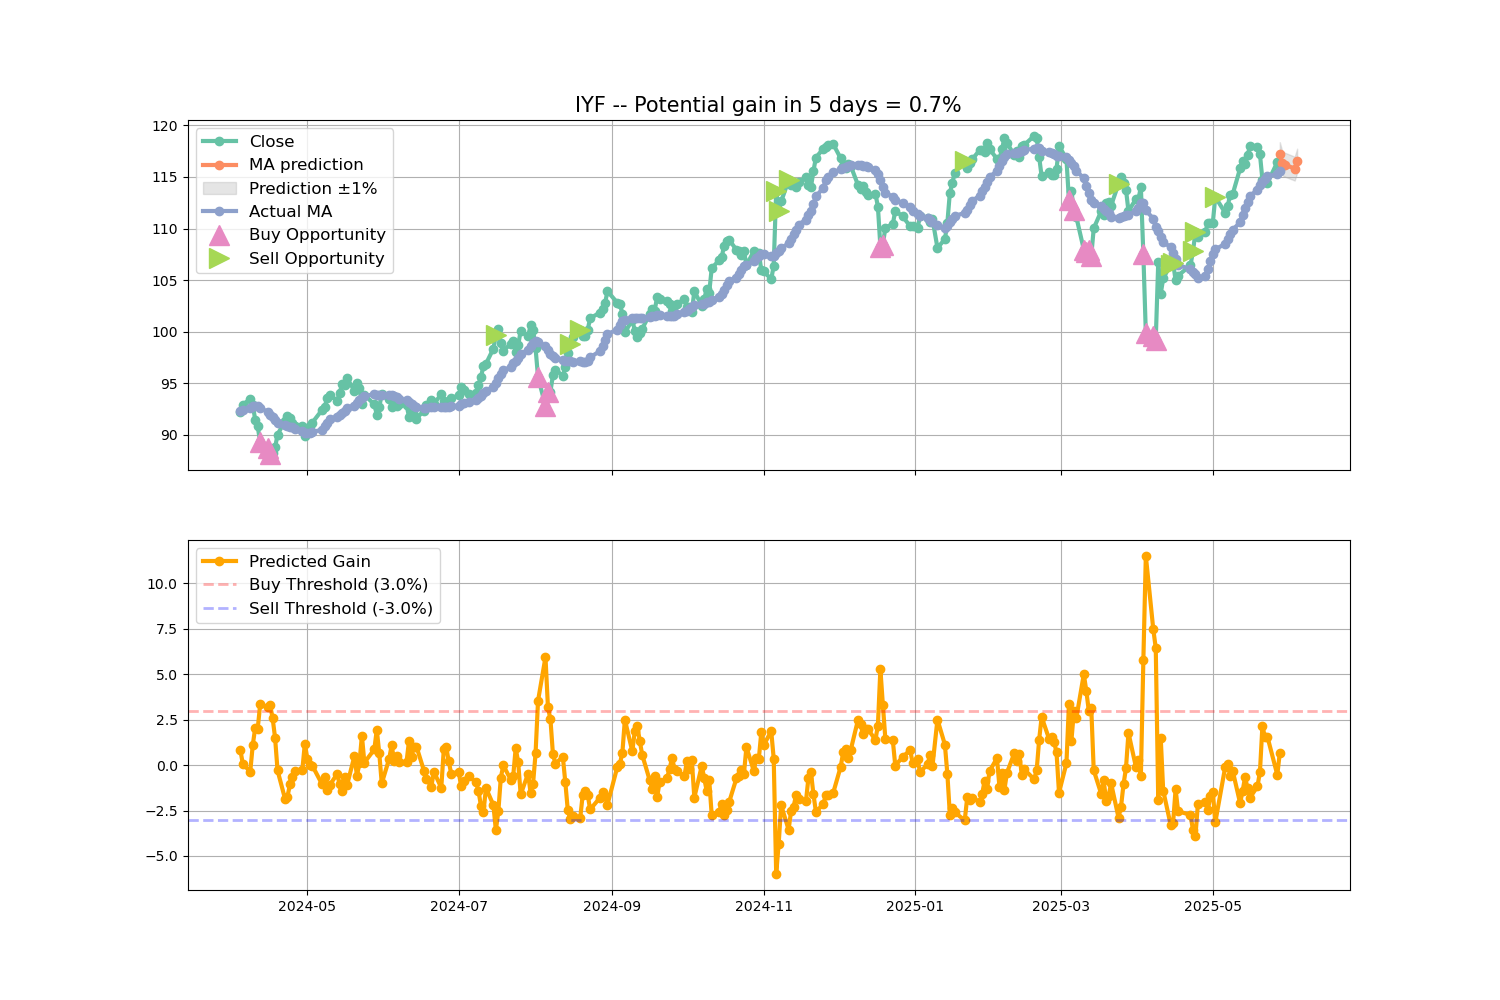 IYF -- Potential gain in 5 days = 0.7%
120
115
110
105
100
95
90
Close
MA prediction
Prediction ±1%
Actual MA
Buy Opportunity
Sell Opportunity
10.0
7.5
5.0
2.5
0.0
−2.5
−5.0
Predicted Gain
Buy Threshold (3.0%)
Sell Threshold (-3.0%)
2024-05
2024-07
2024-09
2024-11
2025-01
2025-03
2025-05